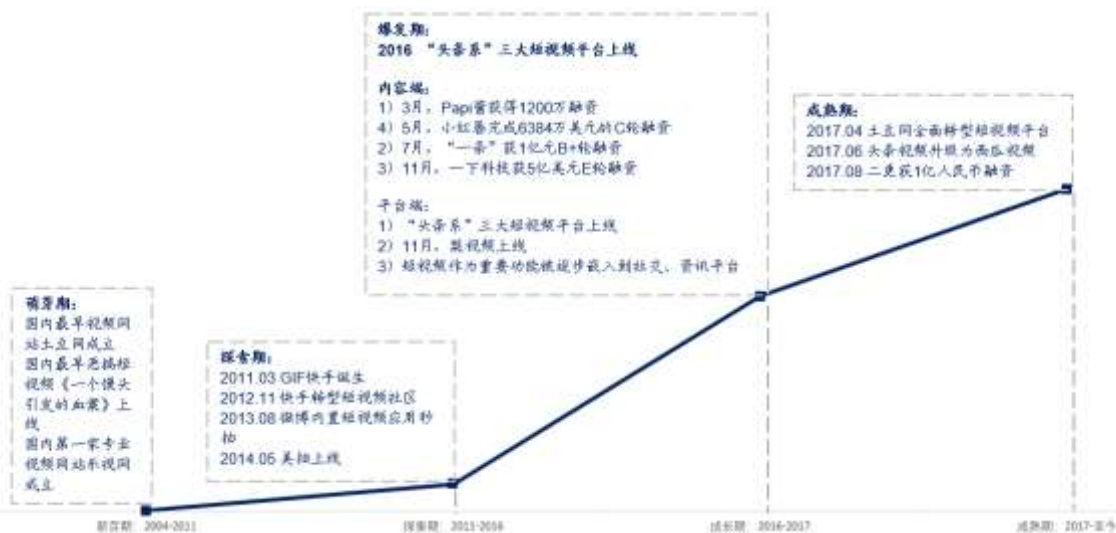 爆发期：
2016 “头条系”三大短视频平台上线
内容端：
1）3月，Papi酱获得1200万融资
4）5月，小红书完成6384万美元的C轮融资
2）7月，“一条”获1亿元B+轮融资
3）11月，一下科技获5亿美元E轮融资
平台端：
1）“头条系”三大短视频平台上线
2）11月，梨视频上线
3）短视频作为重要功能被逐步嵌入到社交、资讯平台
成熟期：
2017.04 土豆网全面转型短视频平台
2017.06 头条视频升级为西瓜视频
2017.08 二更获1亿人民币融资
萌芽期：
国内最早视频网
站土豆网成立
国内最早恶搞短
视频《一个馒头
引发的血案》上
线
国内第一家专业
视频网站乐视网
成立
探索期：
2011.03 GIF快手诞生
2012.11 快手转型短视频社区
2013.08 微博内置短视频应用秒
拍
2014.05 美拍上线
萌芽期：2004-2011
探索期：2011-2016
成长期：2016-2017
成熟期：2017-至今